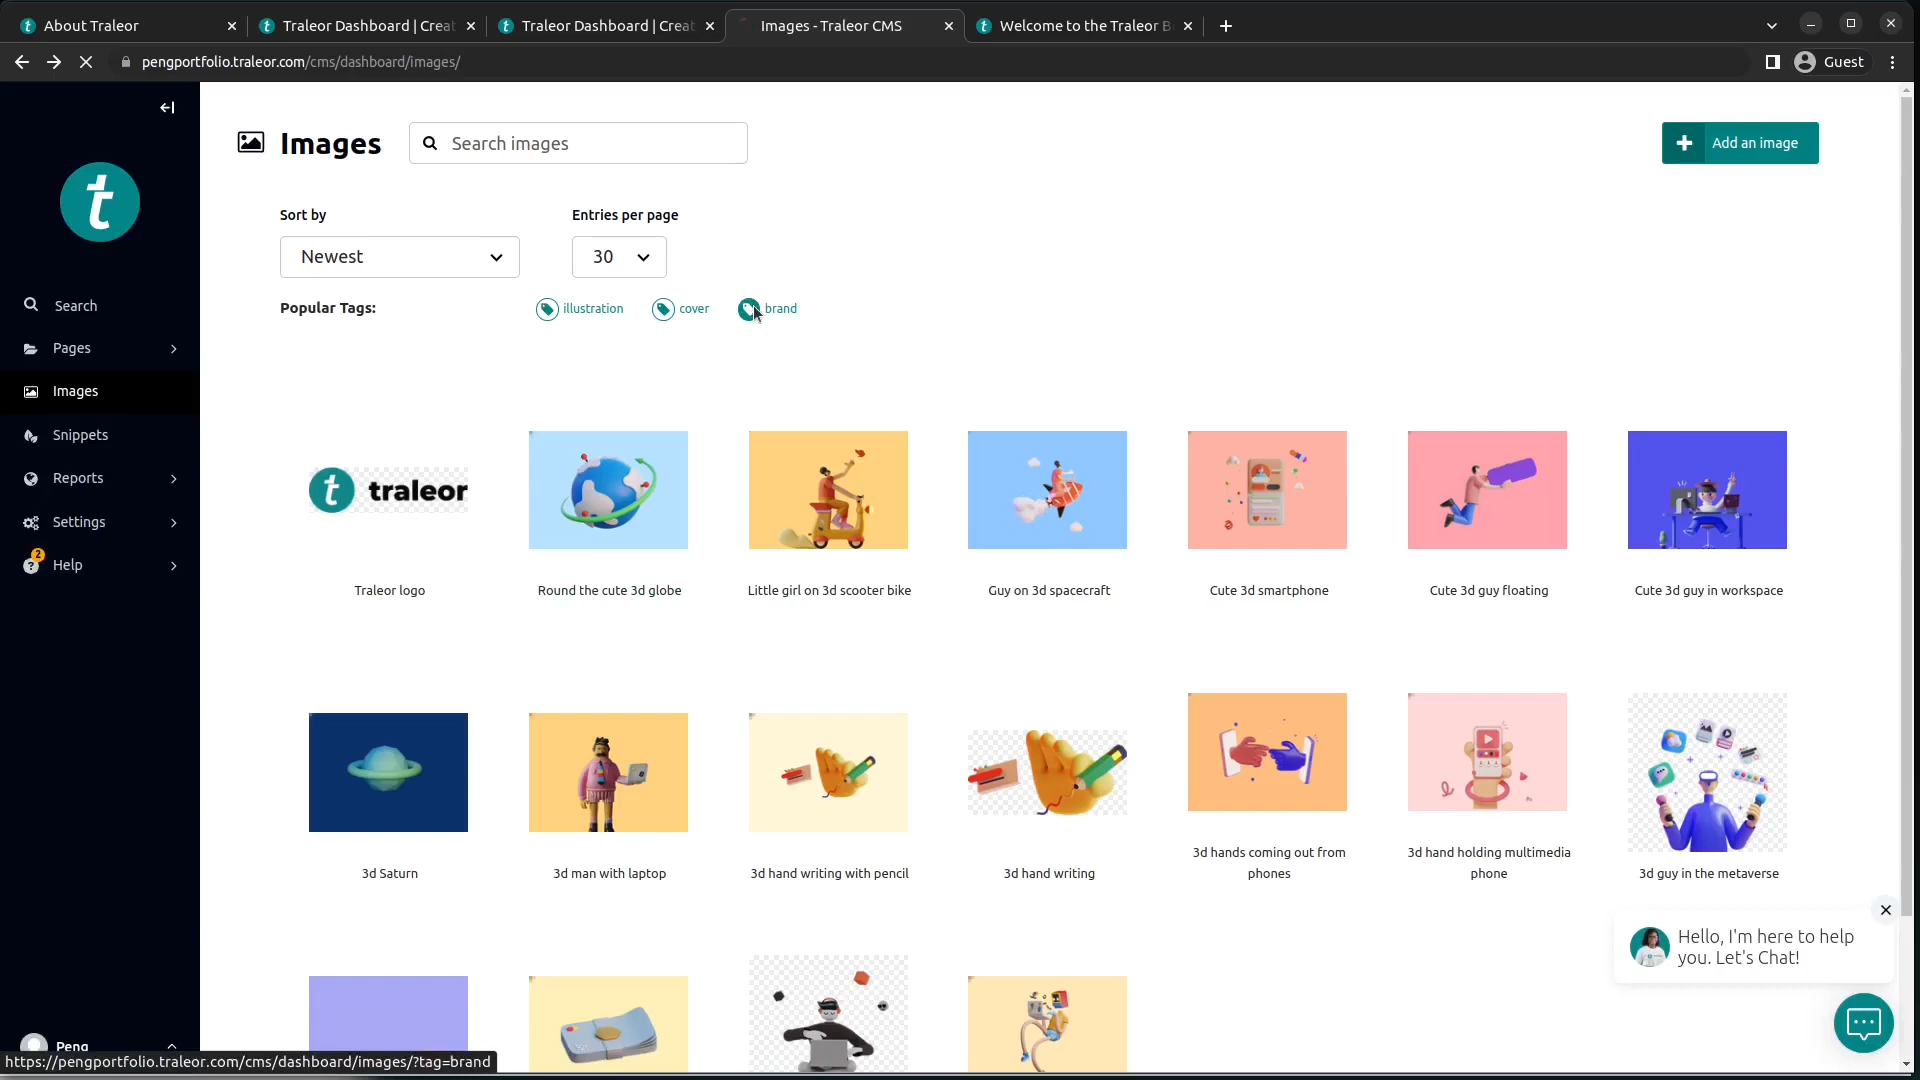 About Traleor
Traleor Dashboard | Creat
Traleor Dashboard | Creat
Images - Traleor CMS
Welcome to the Traleor B
pengportfolio.traleor.com/cms/dashboard/images/
Guest
Images
Search images
Add an image
Sort by
Entries per page
Newest
30
Popular Tags:
illustration
cover
brand
Search
Pages
Images
Snippets
Reports
Settings
2
Help
t
t traleor
Traleor logo
Round the cute 3d globe
Little girl on 3d scooter bike
Guy on 3d spacecraft
Cute 3d smartphone
Cute 3d guy floating
Cute 3d guy in workspace
3d Saturn
3d man with laptop
3d hand writing with pencil
3d hand writing
3d hands coming out from
phones
3d hand holding multimedia
phone
3d guy in the metaverse
Hello, I'm here to help
you. Let's Chat!
Peng
https://pengportfolio.traleor.com/cms/dashboard/images/?tag=brand